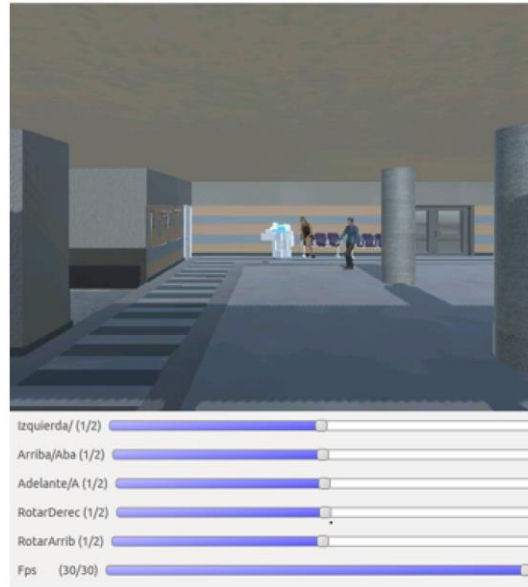 Izquierda/ (1/2)
Arriba/Aba (1/2)
Adelante/A (1/2)
RotarDerec (1/2)
RotarArrib (1/2)
Fps (30/30)